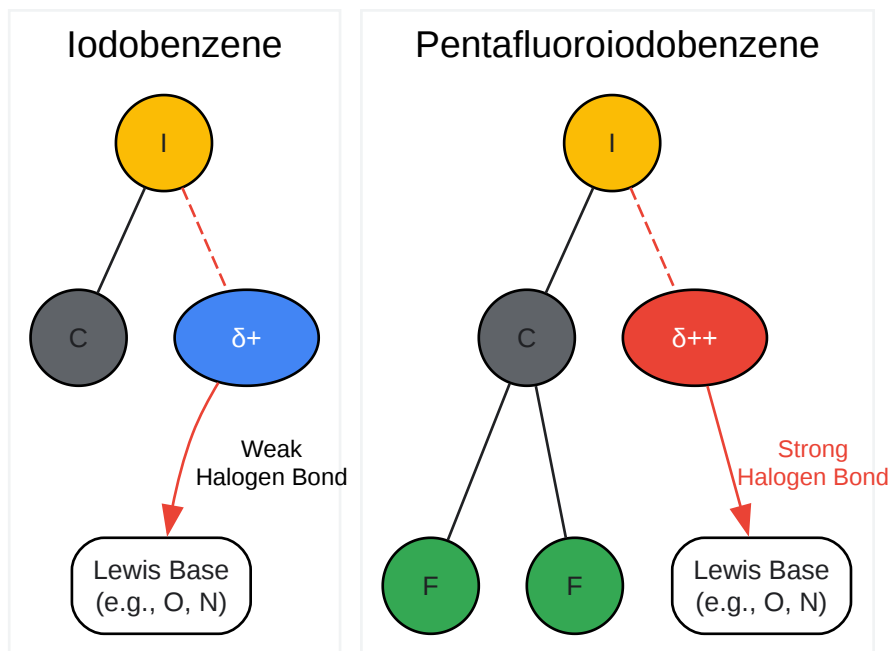 Iodobenzene
I
C
δ+
Weak
Halogen Bond
Lewis Base
(e.g., O, N)
Pentafluoroiodobenzene
I
C
δ++
Strong
Halogen Bond
F
F
Lewis Base
(e.g., O, N)